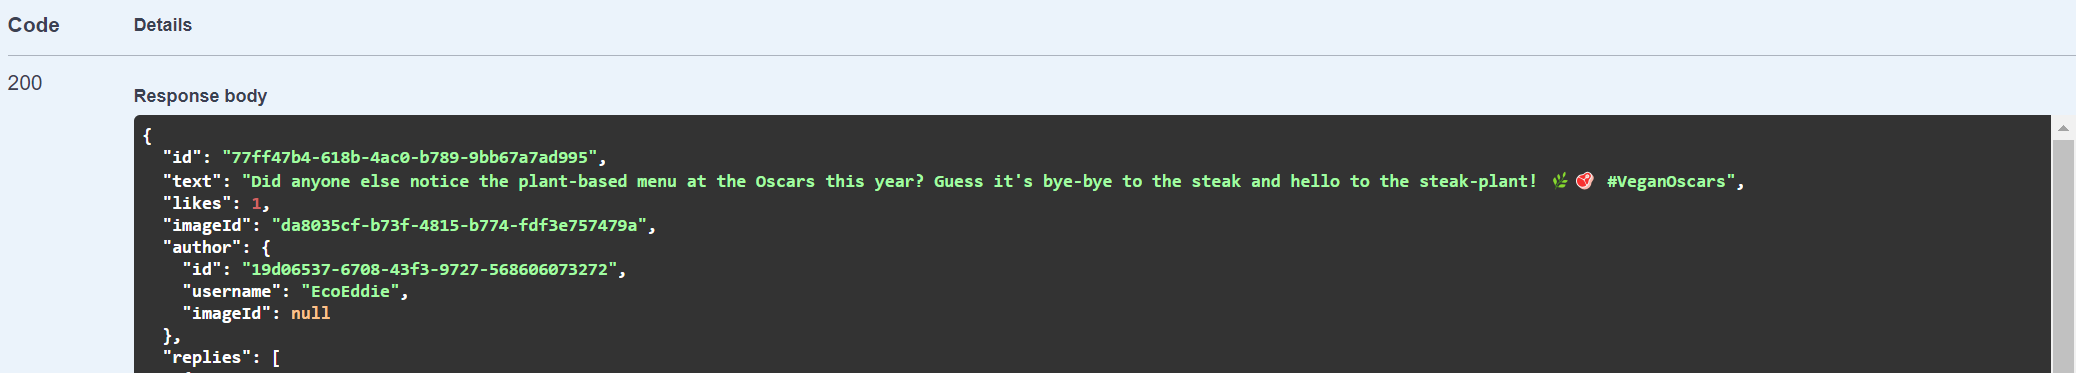 Code Details
200
Response body
{
"id": "77ff47b4-618b-4ac0-b789-9bb67a7ad995",
"text": "Did anyone else notice the plant-based menu at the Oscars this year? Guess it's bye-bye to the steak and hello to the steak-plant! 🌿🥩 #VeganOscars",
"likes": 1,
"imageId": "da8035cf-b73f-4815-b774-fdf3e757479a",
"author": {
"id": "19d06537-6708-43f3-9727-568606073272",
"username": "EcoEddie",
"imageId": null
},
"replies": [